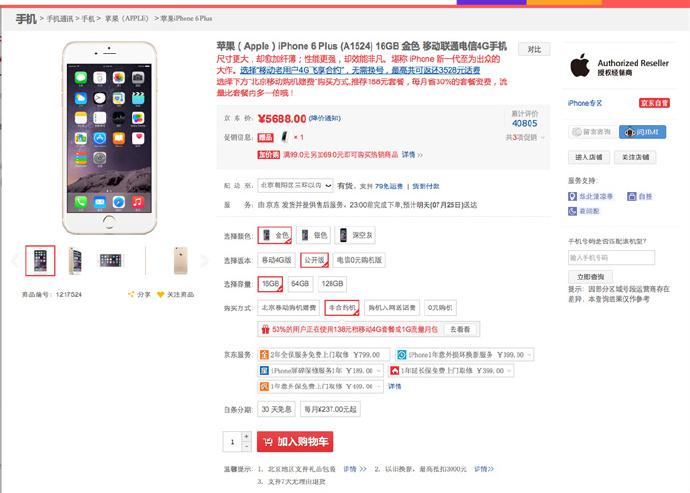 手机 > 手机通讯 > 手机 > 苹果（APPLE） > 苹果iPhone 6 Plus
苹果（Apple）iPhone 6 Plus (A1524) 16GB 金色 移动联通电信4G手机
对比
尺寸更大，却愈加纤薄；性能更强，却效能非凡。堪称 iPhone 新一代至为出众的
大作。选择“移动老用户4G飞享合约”，无需换号，最高共可返还3528元话费
选择下方“北京移动购机赠费”购买方式,推荐188元套餐，每月省30%的套餐资费，流
量比套餐内多一倍哦！
京 东 价： ¥5688.00 (降价通知)
累计评价
40805
促销信息： 赠品 × 1
共3项促销
加价购 满99.0元另加69.0元即可购买热销商品 详情 >>
配 送 至： 北京朝阳区三环以内 有货，支持 79免运费 | 货到付款
服 务： 由 京东 发货并提供售后服务。23:00前完成下单,预计明天(07月25日)送达
选择颜色： 金色 银色 深空灰
选择版本： 移动4G版 公开版 电信0元购机版
选择容量： 16GB 64GB 128GB
购买方式： 北京移动购机赠费 非合约机 购机入网送话费 0元购机
53%的用户正在使用138元档移动4G套餐或1G流量月包 去看看
京东服务： 2年全保服务免费上门取修 ¥799.00 iPhone1年意外损坏换新服务 ¥399.00
iPhone屏碎保修服务1年 ¥189.00 1年延长保免费上门取修 ¥399.00
1年意外保免费上门取修 ¥499.00 详情
白条分期： 30 天免息 每月¥237.00元起
1 + - 加入购物车
温馨提示： 1、北京地区支持礼品包装 详情 >> 2、以旧换新，最高抵扣3000元 详情>>
3、支持7天无理由退货
商品编号：1217524 分享 关注商品
Authorized Reseller
授权经销商
iPhone专区 京东自营
留言咨询 问JIMI
进入店铺 关注店铺
服务支持：
自提
手机号码是否匹配该机型?
输入手机号码
立即查询
提示：因部分区域号段运营商存在
差异，本查询结果仅作参考